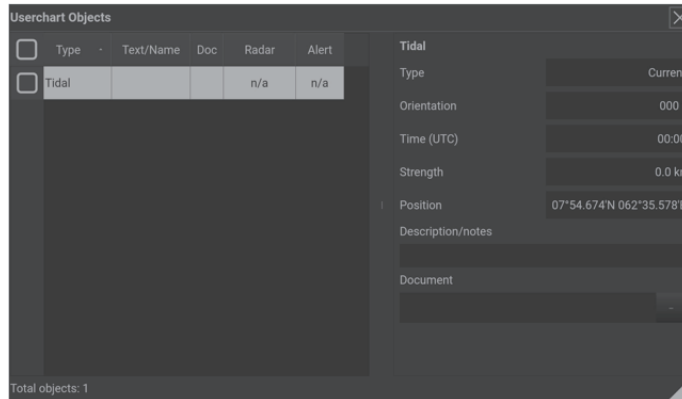 Userchart Objects
Type - Text/Name Doc Radar Alert
Tidal n/a n/a
Total objects: 1
Tidal
Type Curren
Orientation 000
Time (UTC) 00:00
Strength 0.0 k
Position 07°54.674'N 062°35.578'
Description/notes
Document